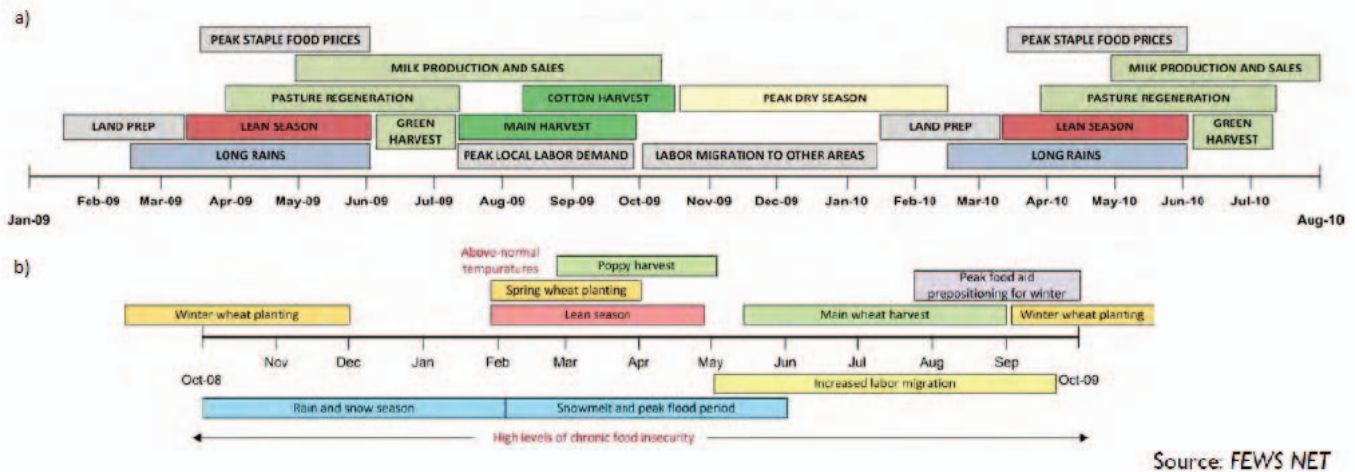 a)
PEAK STAPLE FOOD PRICES
PEAK STAPLE FOOD PRICES
MILK PRODUCTION AND SALES
MILK PRODUCTION AND SALES
PASTURE REGENERATION
COTTON HARVEST
PEAK DRY SEASON
PASTURE REGENERATION
LAND PREP
LEAN SEASON
GREEN
HARVEST
MAIN HARVEST
LAND PREP
LEAN SEASON
GREEN
HARVEST
LONG RAINS
PEAK LOCAL LABOR DEMAND
LABOR MIGRATION TO OTHER AREAS
LONG RAINS
Feb-09 Mar-09 Apr-09 May-09 Jun-09 Jul-09 Aug-09 Sep-09 Oct-09 Nov-09 Dec-09 Jan-10 Feb-10 Mar-10 Apr-10 May-10 Jun-10 Jul-10
Jan-09
Aug-10
b)
Above-normal
tempuratures
Poppy harvest
Peak food aid
prepositioning for winter
Spring wheat planting
Winter wheat planting
Lean season
Main wheat harvest
Winter wheat planting
Nov Dec Jan Feb Mar Apr May Jun Jul Aug Sep
Oct-08
Oct-09
Increased labor migration
Rain and snow season
Snowmelt and peak flood period
High levels of chronic food insecurity
Source: FEWS NET